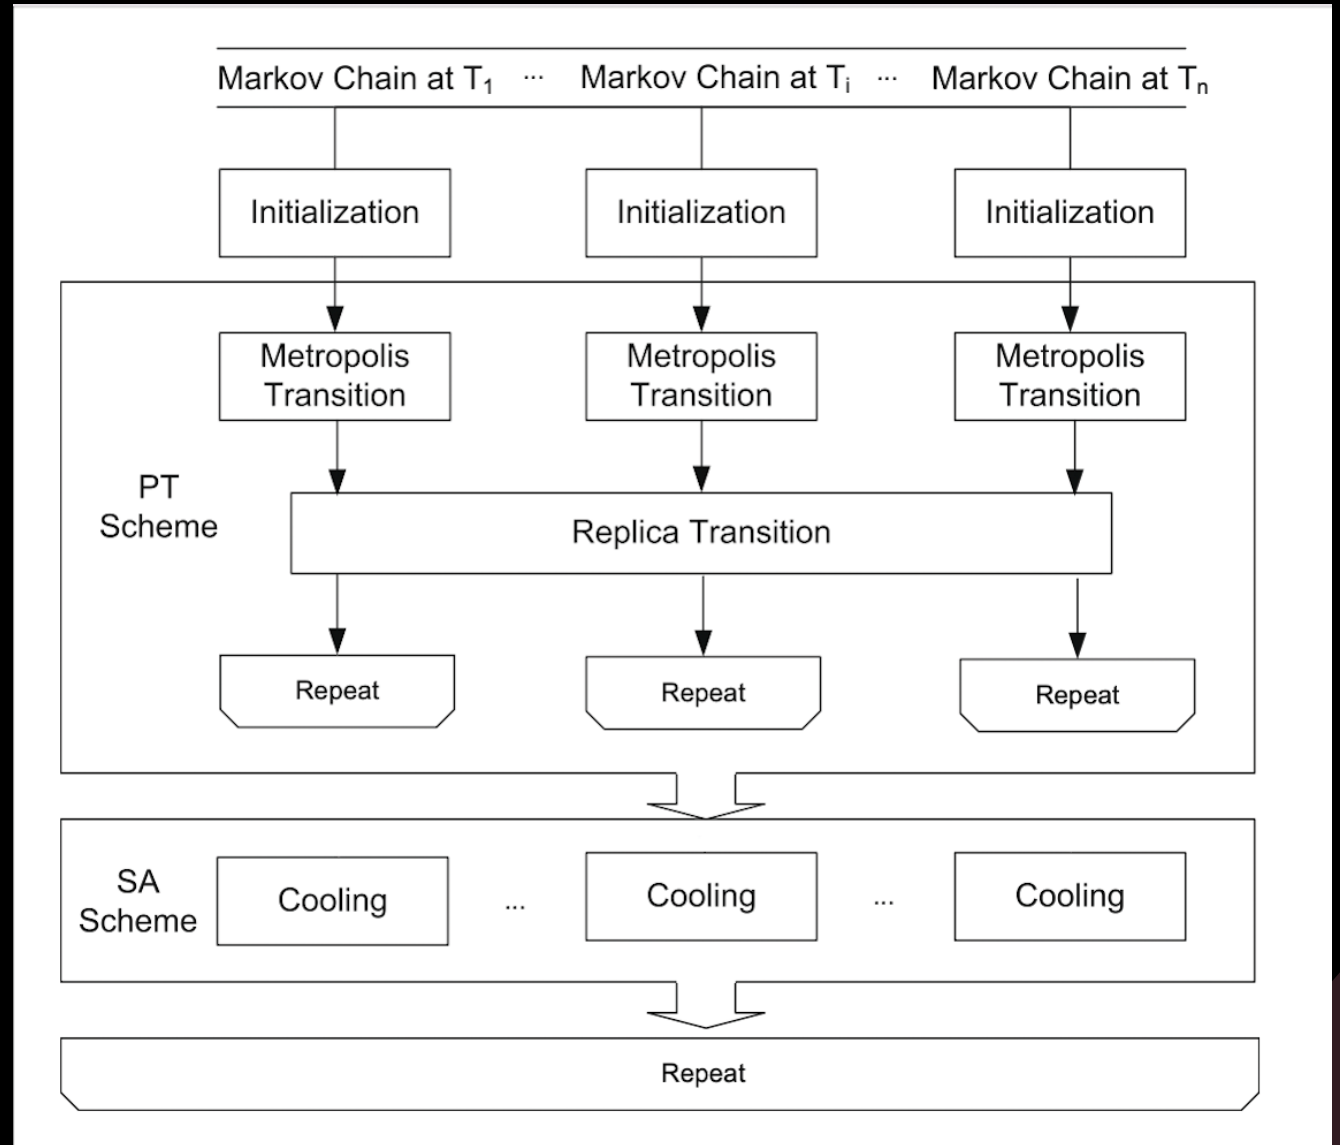 Markov Chain at T₁ ... Markov Chain at Tᵢ ... Markov Chain at Tₙ
Initialization Initialization Initialization
Metropolis Metropolis Metropolis
Transition Transition Transition
PT
Scheme
Replica Transition
Repeat Repeat Repeat
SA
Scheme
Cooling ... Cooling ... Cooling
Repeat